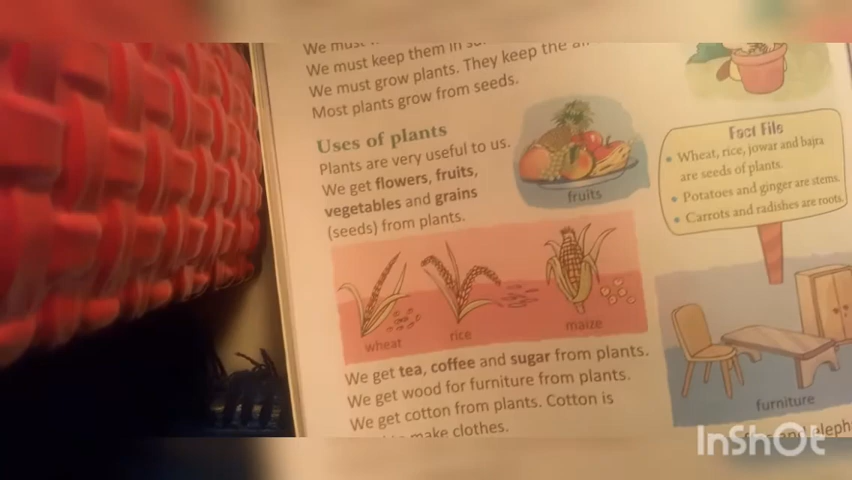 We must
We must keep them in
We must grow plants. They keep the
Most plants grow from seeds.
Uses of plants
Plants are very useful to us.
We get flowers, fruits,
vegetables and grains
(seeds) from plants.
fruits
Fact File
• Wheat, rice, jowar and bajra
are seeds of plants.
• Potatoes and ginger are stems.
• Carrots and radishes are roots.
wheat
rice
maize
We get tea, coffee and sugar from plants.
We get wood for furniture from plants.
We get cotton from plants. Cotton is
make clothes.
furniture
InShot